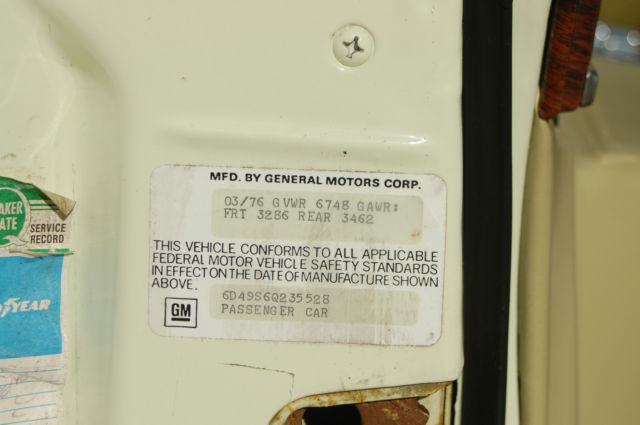 MFD. BY GENERAL MOTORS CORP.
03/76 GVWR 6748 GAWR:
FRT 3286 REAR 3462
THIS VEHICLE CONFORMS TO ALL APPLICABLE
FEDERAL MOTOR VEHICLE SAFETY STANDARDS
IN EFFECT ON THE DATE OF MANUFACTURE SHOWN
ABOVE.
6D49S6Q235528
PASSENGER CAR
GM
SERVICE
RECORD